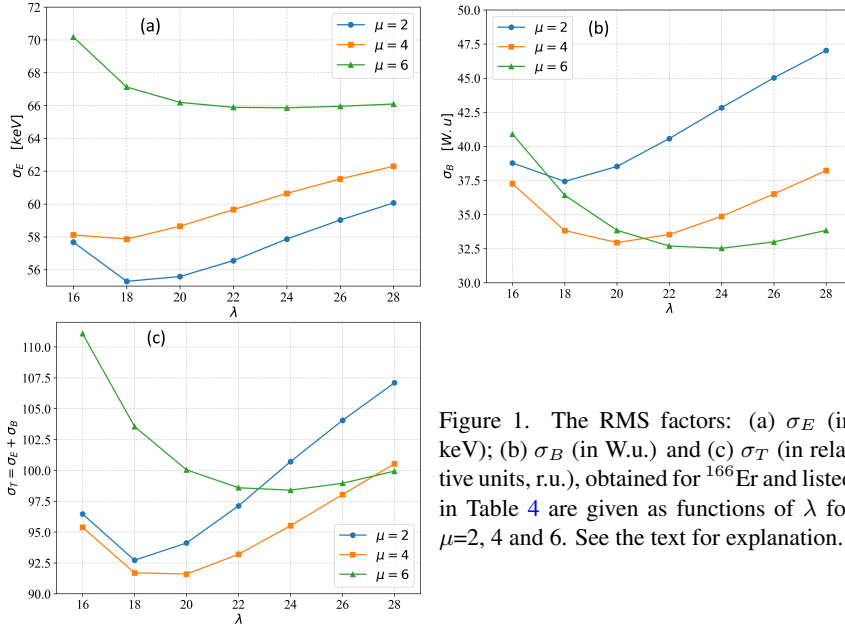 72
70
68
66
64
62
60
58
56
σE [keV]
(a)
μ = 2
μ = 4
μ = 6
16 18 20 22 24 26 28
λ
50.0
47.5
45.0
42.5
40.0
37.5
35.0
32.5
30.0
σB [W.u]
μ = 2
μ = 4
μ = 6
(b)
16 18 20 22 24 26 28
λ
110.0
107.5
105.0
102.5
100.0
97.5
95.0
92.5
90.0
σT = σE + σB
(c)
μ = 2
μ = 4
μ = 6
16 18 20 22 24 26 28
λ
Figure 1. The RMS factors: (a) σE (in
keV); (b) σB (in W.u.) and (c) σT (in rela
tive units, r.u.), obtained for 166Er and listed
in Table 4 are given as functions of λ fo
μ=2, 4 and 6. See the text for explanation.